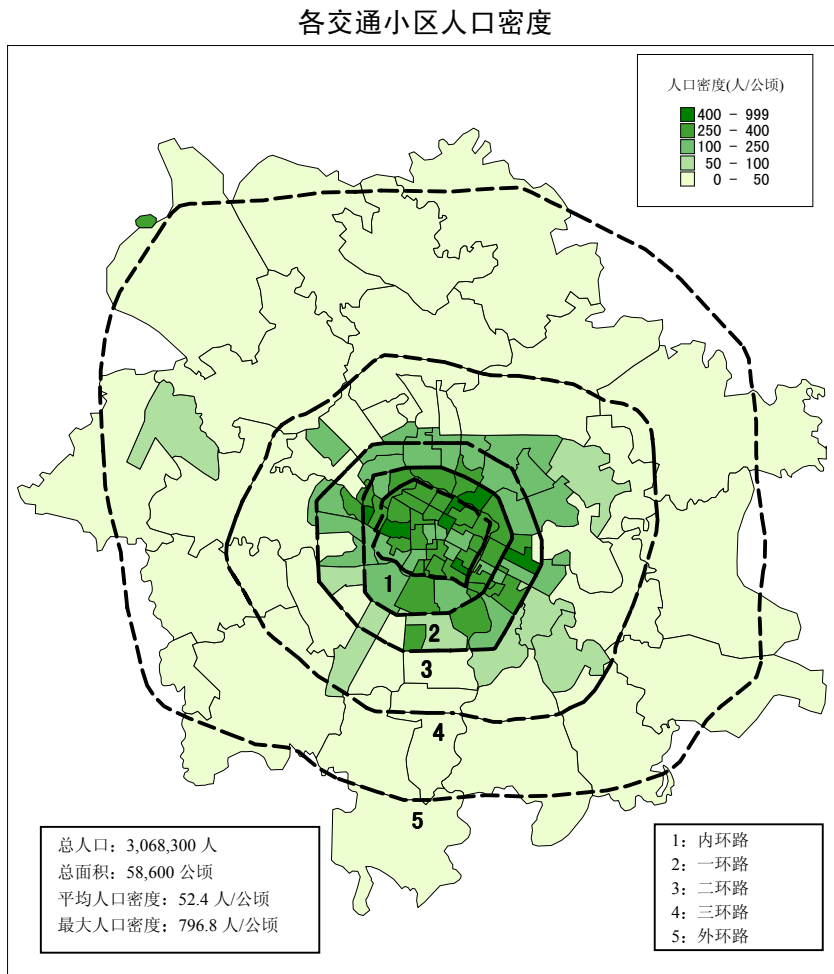 各交通小区人口密度
人口密度(人/公顷)
400 - 999
250 - 400
100 - 250
50 - 100
0 - 50
1
2
3
4
5
总人口：3,068,300 人
总面积：58,600 公顷
平均人口密度：52.4 人/公顷
最大人口密度：796.8 人/公顷
1：内环路
2：一环路
3：二环路
4：三环路
5：外环路